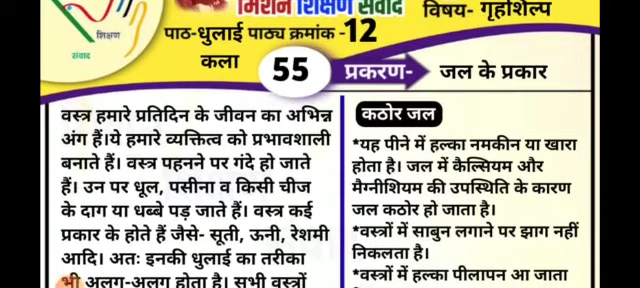 मिशन शिक्षण संवाद
विषय- गृहशिल्प
शिक्षण
संवाद
पाठ-धुलाई पाठ्य क्रमांक -12
कला
55
प्रकरण-
जल के प्रकार
वस्त्र हमारे प्रतिदिन के जीवन का अभिन्न
अंग हैं।ये हमारे व्यक्तित्व को प्रभावशाली
बनाते हैं। वस्त्र पहनने पर गंदे हो जाते
हैं। उन पर धूल, पसीना व किसी चीज
के दाग या धब्बे पड़ जाते हैं। वस्त्र कई
प्रकार के होते हैं जैसे- सूती, ऊनी, रेशमी
आदि। अतः इनकी धुलाई का तरीका
भी अलग-अलग होता है। सभी वस्त्रों
कठोर जल
*यह पीने में हल्का नमकीन या खारा
होता है। जल में कैल्सियम और
मैग्नीशियम की उपस्थिति के कारण
जल कठोर हो जाता है।
*वस्त्रों में साबुन लगाने पर झाग नहीं
निकलता है।
*वस्त्रों में हल्का पीलापन आ जाता